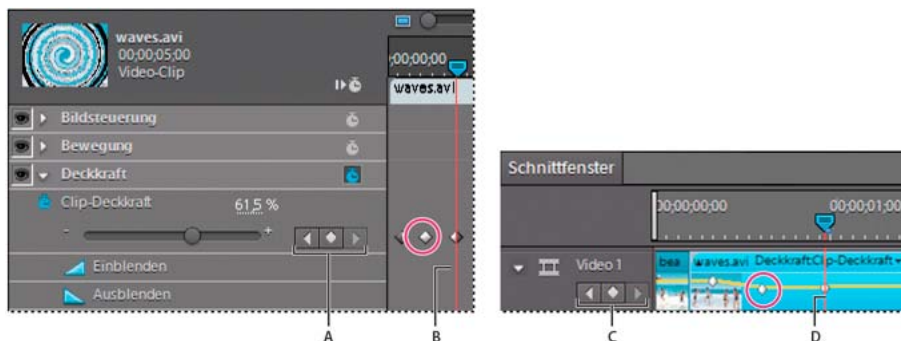 waves.avi
00;00;05;00
Video-Clip
;00;00;00
waves.avi
Bildsteuerung
Bewegung
Deckkraft
Clip-Deckkraft 61,5 %
- +
Einblenden
Ausblenden
A B
Schnittfenster
00;00;00;00 00;00;01;00
Video 1 bea waves.avi Deckkraft:Clip-Deckkraft
C D